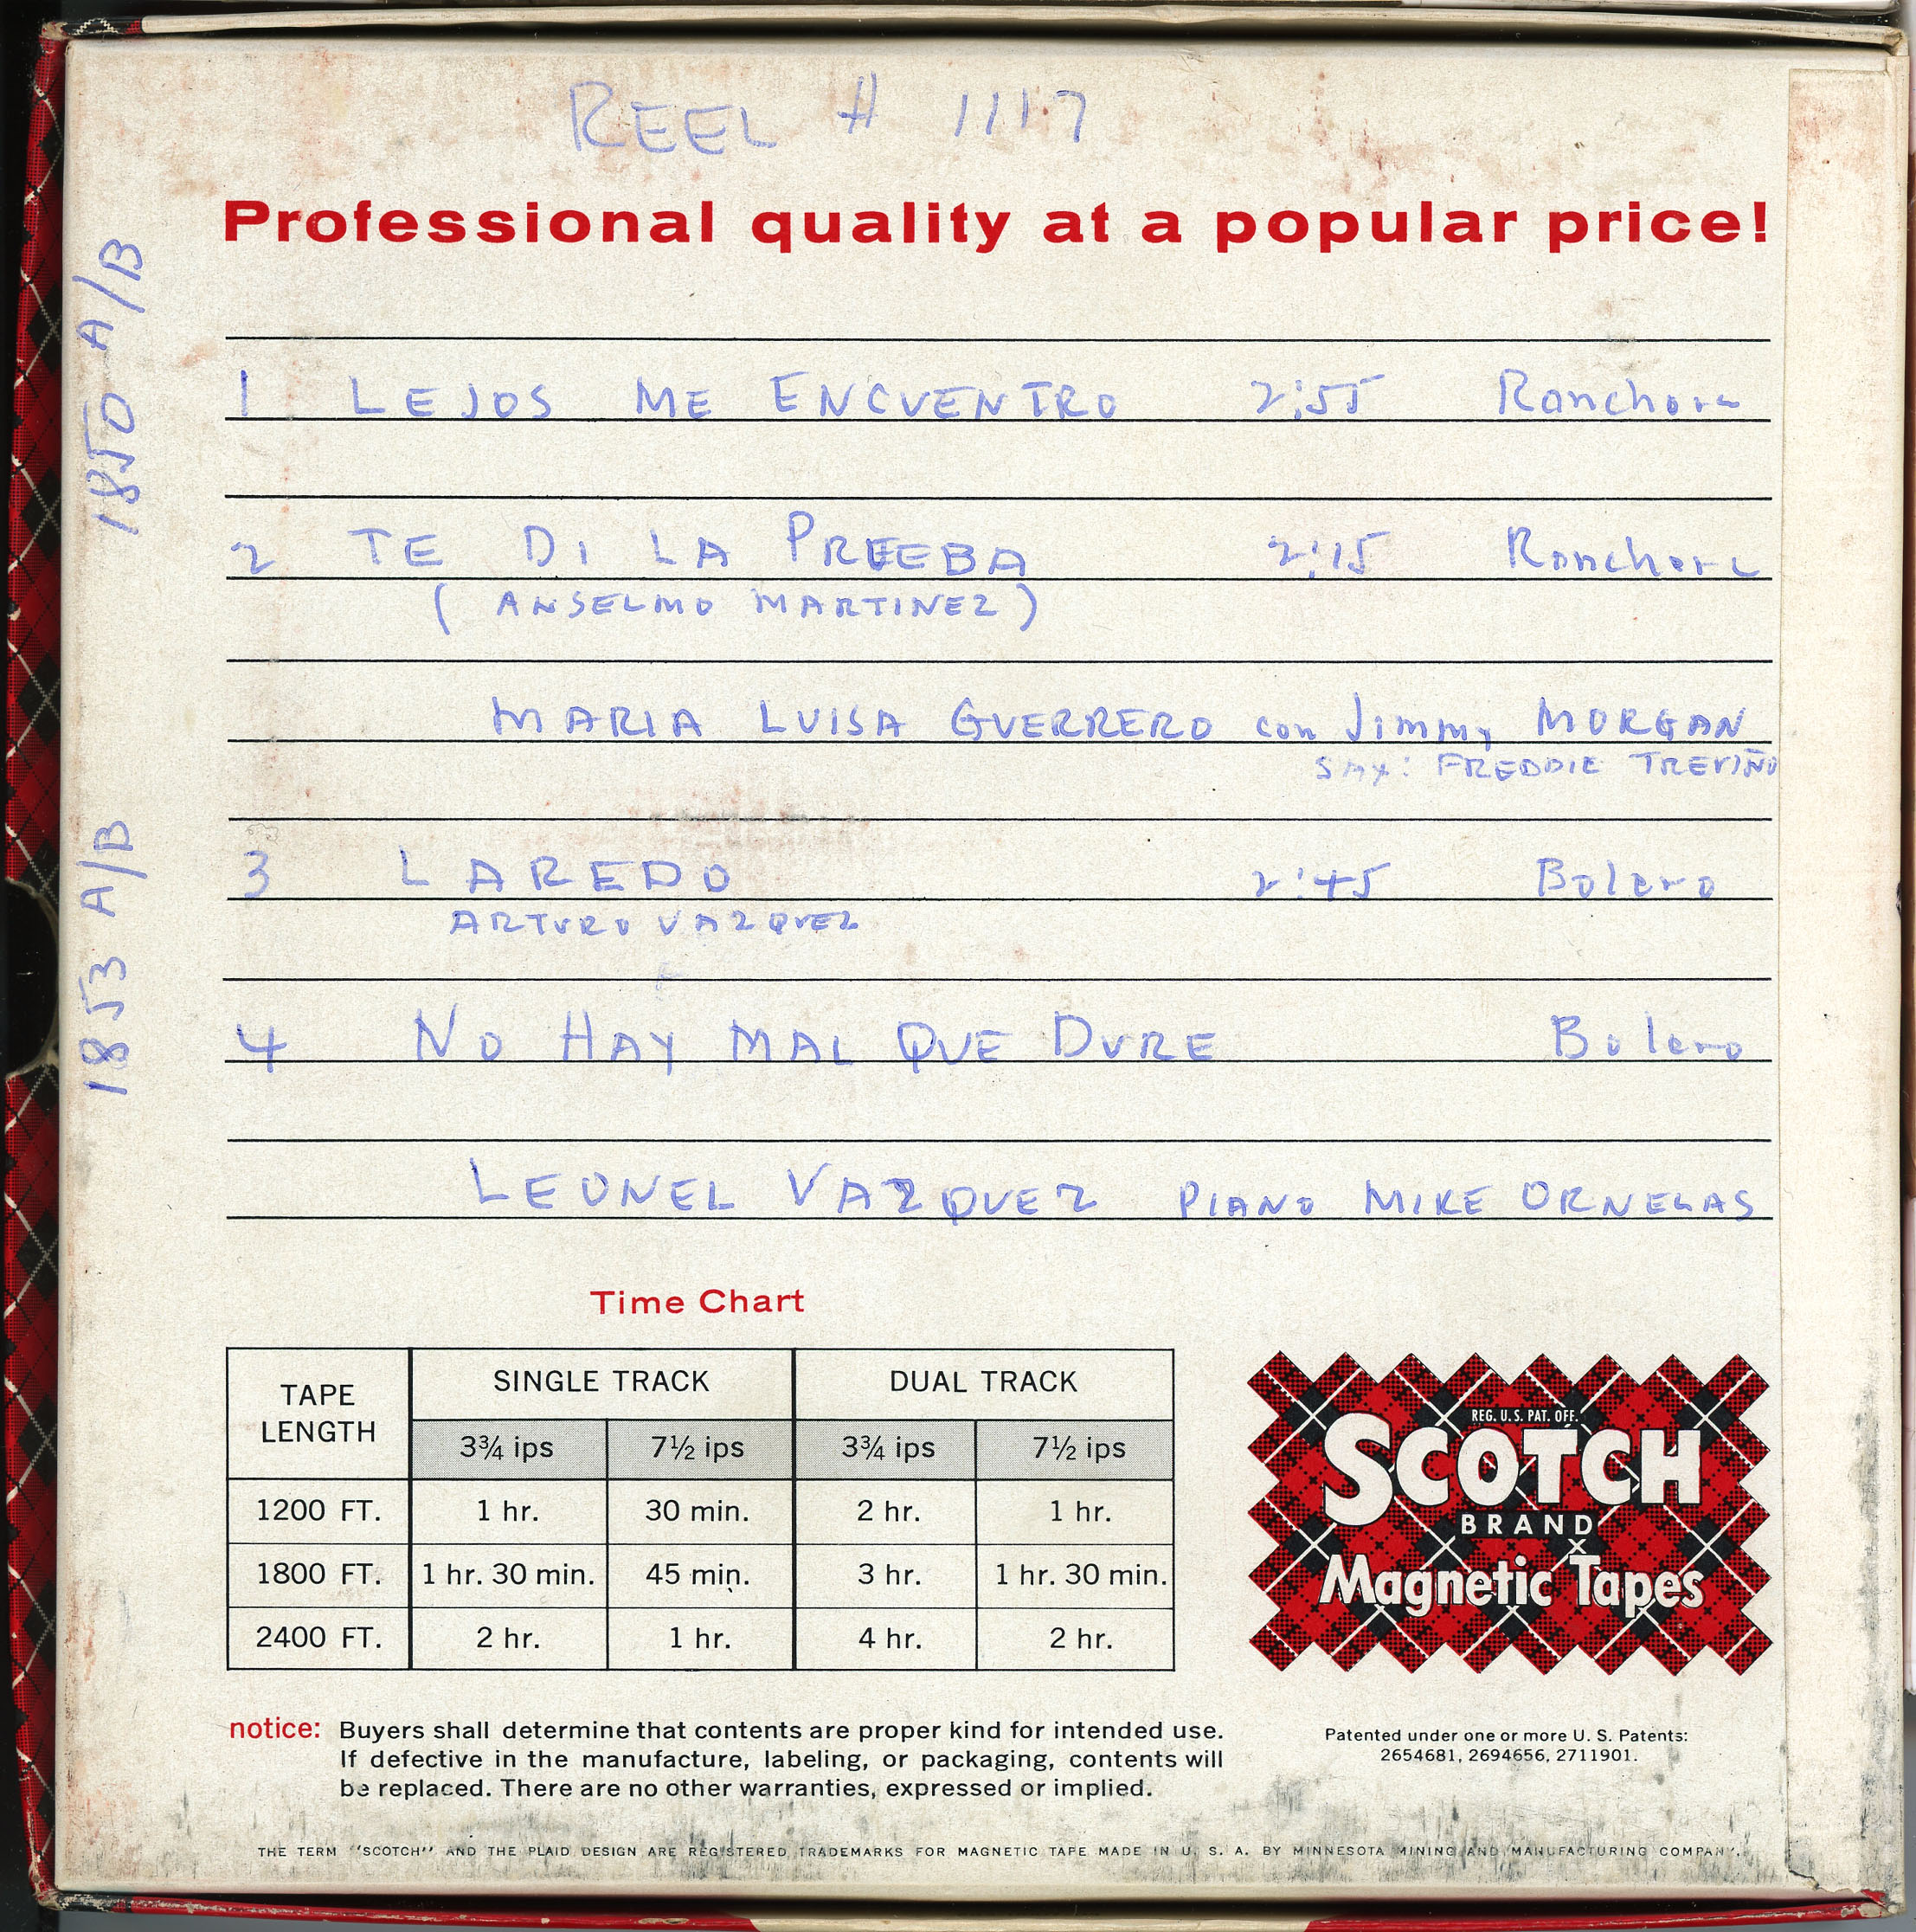 REEL # 1117
Professional quality at a popular price!
1850 A/B
1 LEJOS ME ENCUENTRO 2:55 Ranchera
2 TE DI LA PREEBA 2:15 Ranchera
( ANSELMO MARTINEZ )
MARIA LUISA GUERRERO con Jimmy MORGAN
SAX: FREDDIE TREVIÑO
1853 A/B
3 LAREDO 2:45 Bolero
ARTURO VAZQUEZ
4 NO HAY MAL QUE DURE Bolero
LEONEL VAZQUEZ PIANO MIKE ORNELAS
Time Chart
TAPE LENGTH SINGLE TRACK DUAL TRACK
3¾ ips 7½ ips 3¾ ips 7½ ips
1200 FT. 1 hr. 30 min. 2 hr. 1 hr.
1800 FT. 1 hr. 30 min. 45 min. 3 hr. 1 hr. 30 min.
2400 FT. 2 hr. 1 hr. 4 hr. 2 hr.
REG. U. S. PAT. OFF.
SCOTCH
BRAND
Magnetic Tapes
notice: Buyers shall determine that contents are proper kind for intended use.
If defective in the manufacture, labeling, or packaging, contents will
be replaced. There are no other warranties, expressed or implied.
Patented under one or more U. S. Patents:
2654681, 2694656, 2711901.
THE TERM "SCOTCH" AND THE PLAID DESIGN ARE REGISTERED TRADEMARKS FOR MAGNETIC TAPE MADE IN U. S. A. BY MINNESOTA MINING AND MANUFACTURING COMPANY.